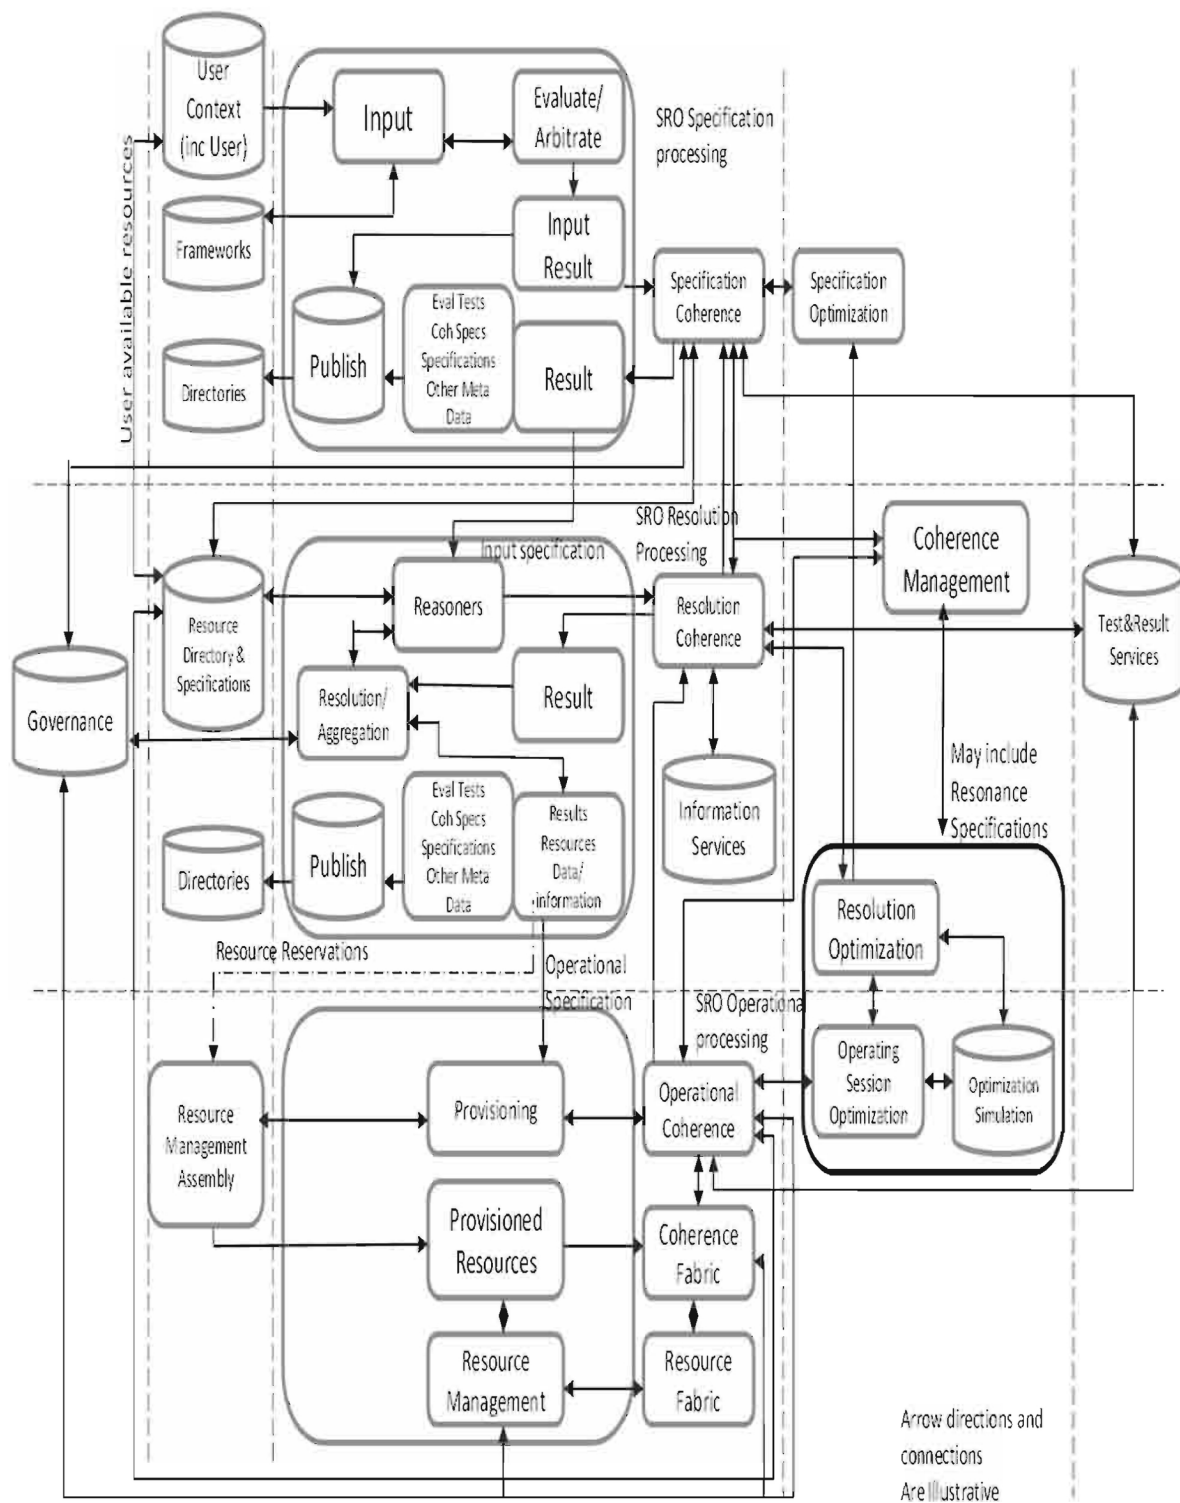 User
Context
(inc User)
Input
Evaluate/
Arbitrate
SRO Specification
processing
User available resources
Frameworks
Input
Result
Specification
Coherence
Specification
Optimization
Directories
Publish
Eval Tests
Coh Specs
Specifications
Other Meta
Data
Result
SRO Resolution
Processing
Input specification
Coherence
Management
Resource
Directory &
Specifications
Reasoners
Resolution
Coherence
Test&Result
Services
Governance
Resolution/
Aggregation
Result
May include
Resonance
Specifications
Information
Services
Directories
Publish
Eval Tests
Coh Specs
Specifications
Other Meta
Data
Results
Resources
Data/
information
Resource Reservations
Operational
Specification
Resolution
Optimization
SRO Operational
processing
Resource
Management
Assembly
Provisioning
Operational
Coherence
Operating
Session
Optimization
Optimization
Simulation
Provisioned
Resources
Coherence
Fabric
Resource
Management
Resource
Fabric
Arrow directions and
connections
Are Illustrative